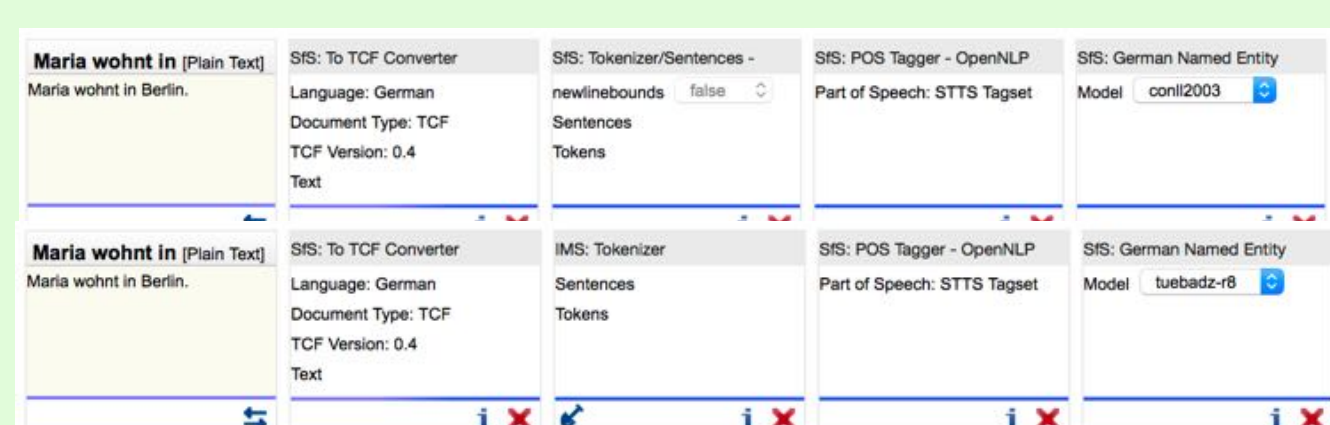 Maria wohnt in [Plain Text]
Maria wohnt in Berlin.
SfS: To TCF Converter
Language: German
Document Type: TCF
TCF Version: 0.4
Text
SfS: Tokenizer/Sentences -
newlinebounds false
Sentences
Tokens
SfS: POS Tagger - OpenNLP
Part of Speech: STTS Tagset
SfS: German Named Entity
Model conll2003
Maria wohnt in [Plain Text]
Maria wohnt in Berlin.
SfS: To TCF Converter
Language: German
Document Type: TCF
TCF Version: 0.4
Text
IMS: Tokenizer
Sentences
Tokens
SfS: POS Tagger - OpenNLP
Part of Speech: STTS Tagset
SfS: German Named Entity
Model tuebadz-r8